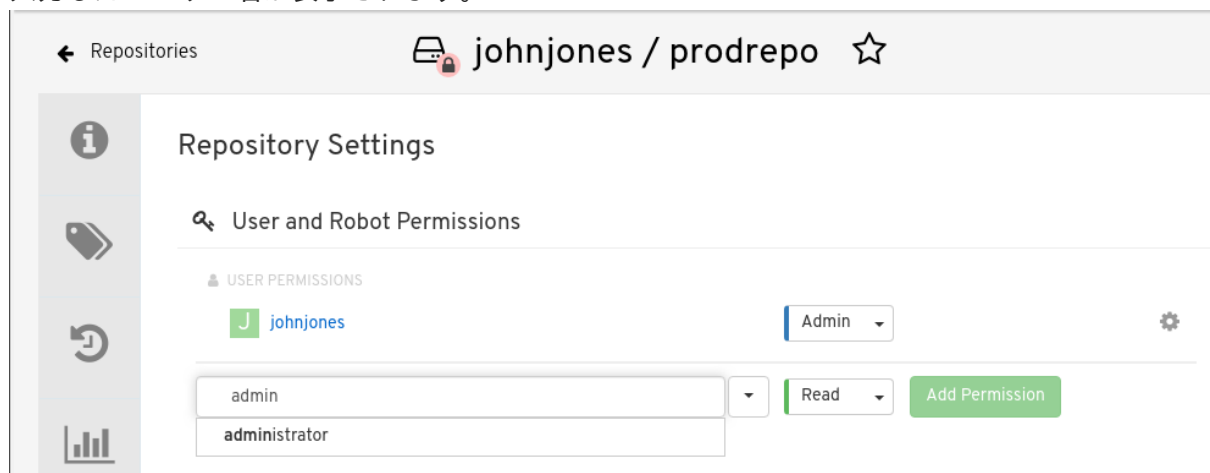 Repositories
johnjones / prodrepo
Repository Settings
User and Robot Permissions
USER PERMISSIONS
J johnjones Admin
admin Read Add Permission
administrator